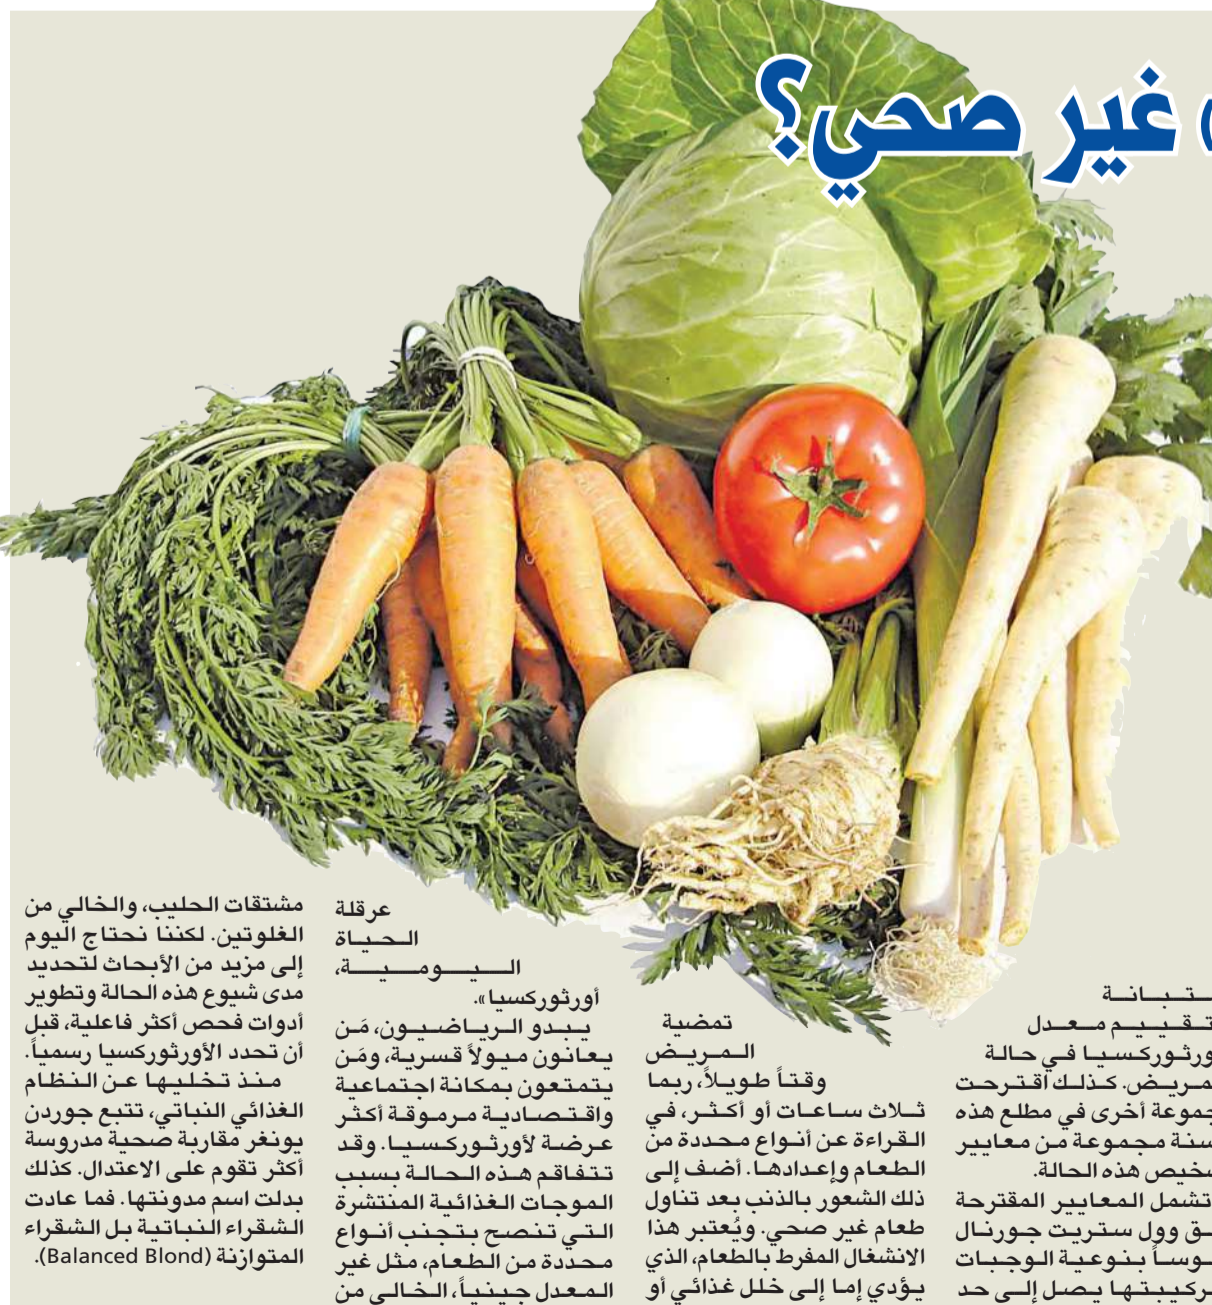 غير صحي؟
تقييم معدل
في حالة
كذلك اقترحت
أخرى في مطلع هذه
مجموعة من معايير
هذه الحالة.
تشمل المعايير المقترحة
وول ستريت جورنال
بنوعية الوجبات
يصل إلى حد
تمضية
المريض
وقتاً طويلاً، ربما
ثلاث ساعات أو أكثر، في
القراءة عن أنواع محددة من
الطعام وإعدادها. أضف إلى
ذلك الشعور بالذنب بعد تناول
طعام غير صحي. ويُعتبر هذا
الانشغال المفرط بالطعام، الذي
يؤدي إما إلى خلل غذائي أو
عرقلة
الحياة
اليومية،
أورثوركسيا».
يبدو الرياضيون، مَن
يعانون ميولاً قسرية، ومَن
يتمتعون بمكانة اجتماعية
واقتصادية مرموقة أكثر
عرضة لأورثوركسيا. وقد
تتفاقم هذه الحالة بسبب
الموجات الغذائية المنتشرة
التي تنصح بتجنب أنواع
محددة من الطعام، مثل غير
المعدل جينياً، الخالي من
مشتقات الحليب، والخالي من
الغلوتين. لكننا نحتاج اليوم
إلى مزيد من الأبحاث لتحديد
مدى شيوع هذه الحالة وتطوير
أدوات فحص أكثر فاعلية، قبل
أن تحدد الأورثوركسيا رسمياً.
منذ تخليها عن النظام
الغذائي النباتي، تتبع جوردن
يونغر مقاربة صحية مدروسة
أكثر تقوم على الاعتدال. كذلك
بدلت اسم مدونتها. فما عادت
الشقراء النباتية بل الشقراء
المتوازنة (Balanced Blond).